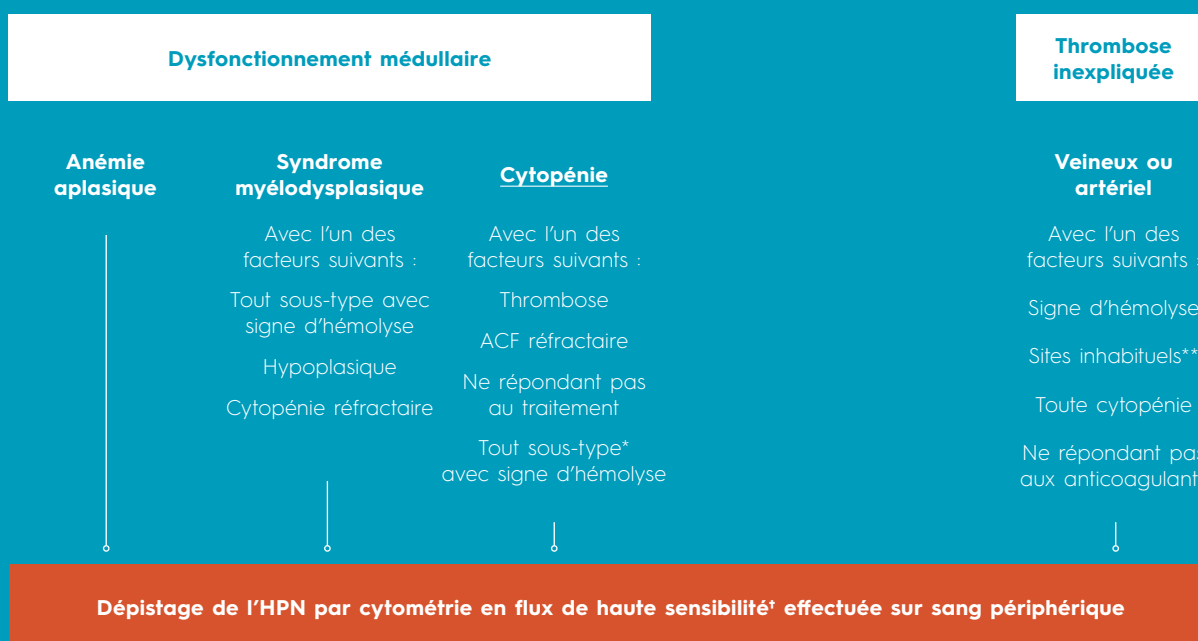 Dysfonctionnement médullaire
Thrombose
inexpliquée
Anémie
aplasique
Syndrome
myélodysplasique
Avec l'un des
facteurs suivants :
Tout sous-type avec
signe d'hémolyse
Hypoplasique
Cytopénie réfractaire
Cytopénie
Avec l'un des
facteurs suivants :
Thrombose
ACF réfractaire
Ne répondant pas
au traitement
Tout sous-type*
avec signe d'hémolyse
Veineux ou
artériel
Avec l'un des
facteurs suivants :
Signe d'hémolyse
Sites inhabituels**
Toute cytopénie
Ne répondant pas
aux anticoagulant
Dépistage de l'HPN par cytométrie en flux de haute sensibilité† effectuée sur sang périphérique